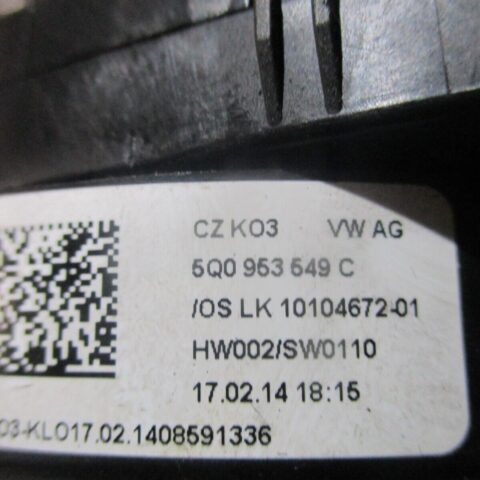 CZ KO3 VW AG
5Q0 953 549 C
/OS LK 10104672-01
HW002/SW0110
17.02.14 18:15
03-KLO17.02.1408591336